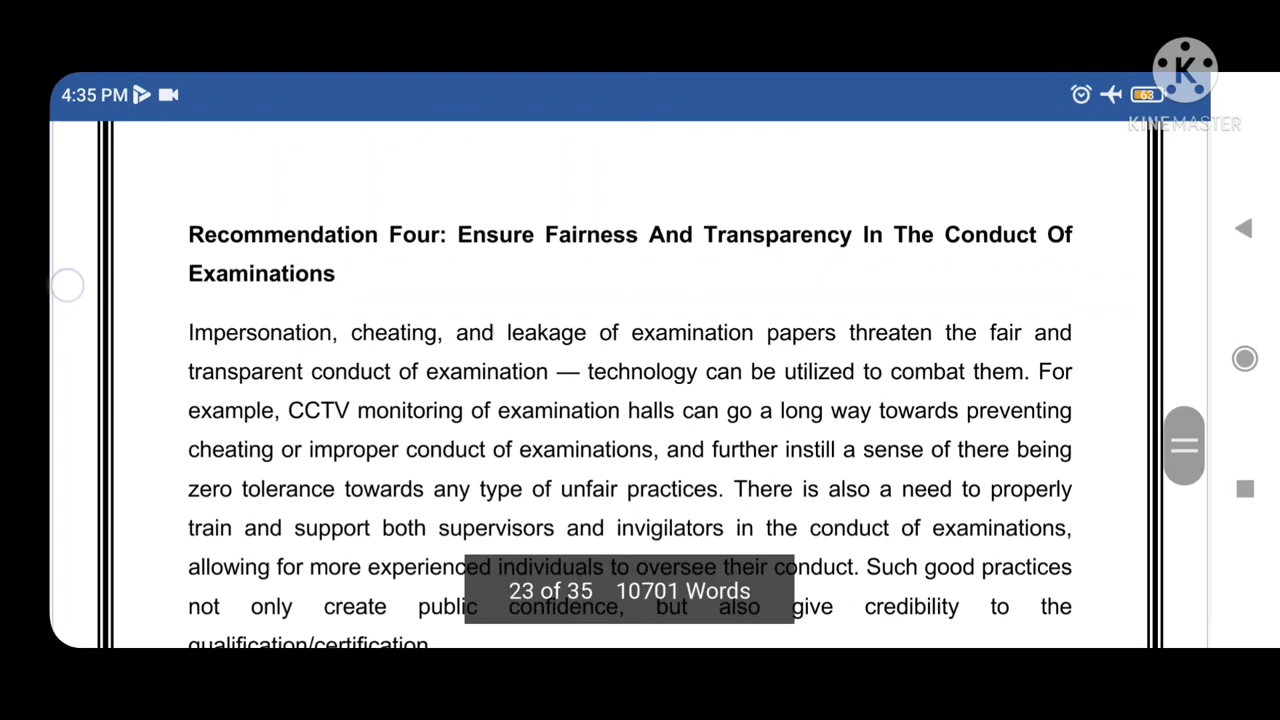 4:35 PM
63
K
KINEMASTER
Recommendation Four: Ensure Fairness And Transparency In The Conduct Of
Examinations
Impersonation, cheating, and leakage of examination papers threaten the fair and
transparent conduct of examination — technology can be utilized to combat them. For
example, CCTV monitoring of examination halls can go a long way towards preventing
cheating or improper conduct of examinations, and further instill a sense of there being
zero tolerance towards any type of unfair practices. There is also a need to properly
train and support both supervisors and invigilators in the conduct of examinations,
allowing for more experienced individuals to oversee their conduct. Such good practices
23 of 35 10701 Words
not only create public confidence, but also give credibility to the
qualification/certification.